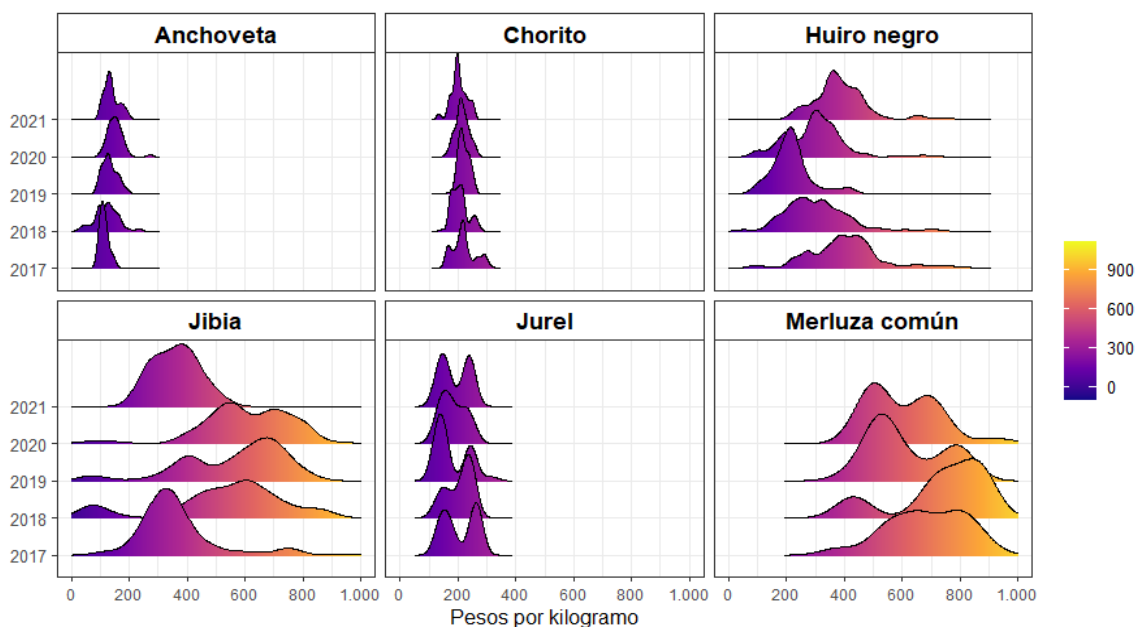 Anchoveta
Chorito
Huiro negro
2021
2020
2019
2018
2017
900
600
300
0
Jibia
Jurel
Merluza común
2021
2020
2019
2018
2017
0 200 400 600 800 1.000
0 200 400 600 800 1.000
0 200 400 600 800 1.000
Pesos por kilogramo